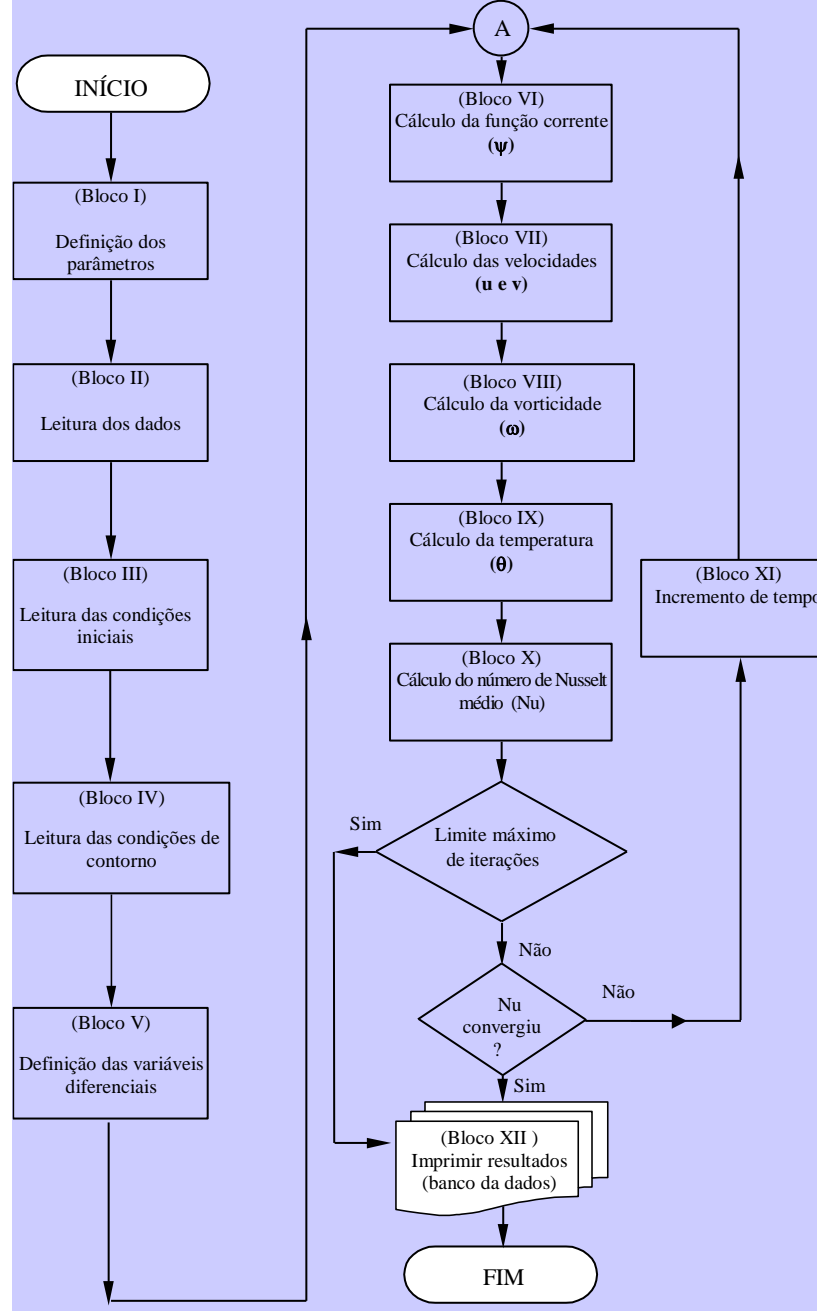 INÍCIO
(Bloco I)
Definição dos
parâmetros
(Bloco II)
Leitura dos dados
(Bloco III)
Leitura das condições
iniciais
(Bloco IV)
Leitura das condições de
contorno
(Bloco V)
Definição das variáveis
diferenciais
A
(Bloco VI)
Cálculo da função corrente
(ψ)
(Bloco VII)
Cálculo das velocidades
(u e v)
(Bloco VIII)
Cálculo da vorticidade
(ω)
(Bloco IX)
Cálculo da temperatura
(θ)
(Bloco X)
Cálculo do número de Nusselt
médio (Nu)
Limite máximo
de iterações
Sim
Não
Nu
convergiu
?
Não
Sim
(Bloco XI)
Incremento de tempo
(Bloco XII )
Imprimir resultados
(banco da dados)
FIM